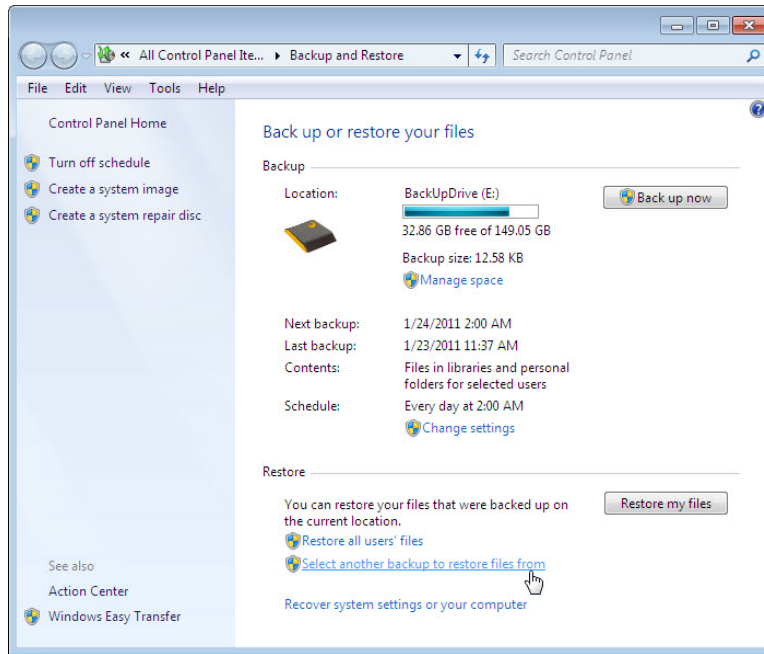 « All Control Panel Ite... ▸ Backup and Restore
Search Control Panel
File Edit View Tools Help
Control Panel Home
Turn off schedule
Create a system image
Create a system repair disc
See also
Action Center
Windows Easy Transfer
Back up or restore your files
Backup
Location: BackUpDrive (E:)
Back up now
32.86 GB free of 149.05 GB
Backup size: 12.58 KB
Manage space
Next backup: 1/24/2011 2:00 AM
Last backup: 1/23/2011 11:37 AM
Contents: Files in libraries and personal
folders for selected users
Schedule: Every day at 2:00 AM
Change settings
Restore
You can restore your files that were backed up on
the current location.
Restore my files
Restore all users' files
Select another backup to restore files from
Recover system settings or your computer